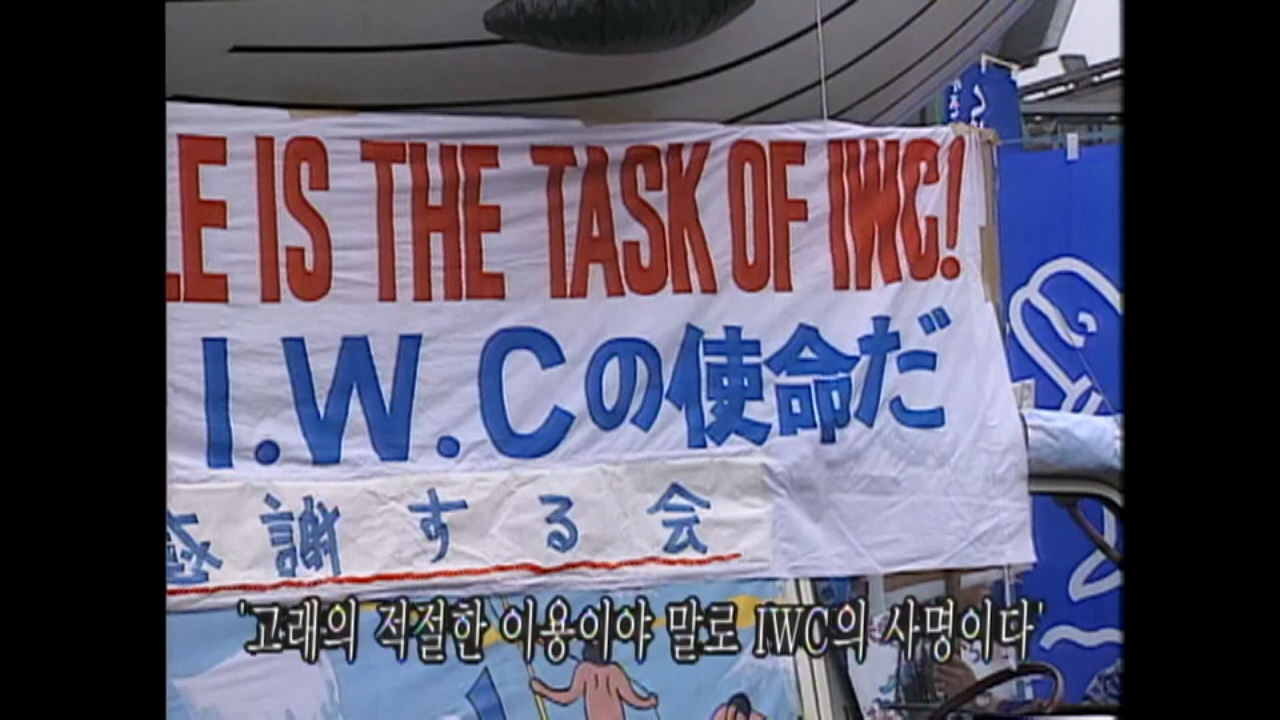 LE IS THE TASK OF IWC!
I.W.Cの使命だ
感謝する会
'고래의 적절한 이용이야 말로 IWC의 사명이다'